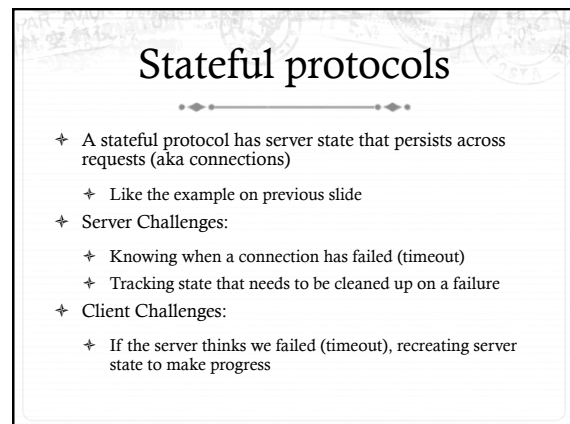 Stateful protocols
A stateful protocol has server state that persists across
requests (aka connections)
Like the example on previous slide
Server Challenges:
Knowing when a connection has failed (timeout)
Tracking state that needs to be cleaned up on a failure
Client Challenges:
If the server thinks we failed (timeout), recreating server
state to make progress